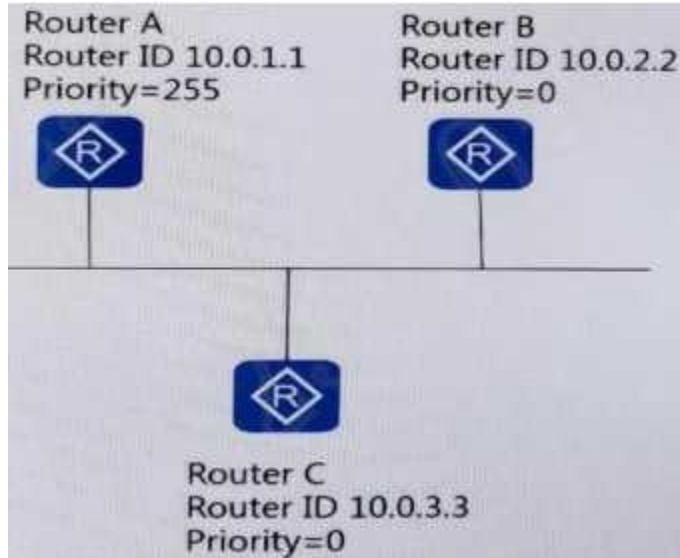 Router A
Router ID 10.0.1.1
Priority=255
Router B
Router ID 10.0.2.2
Priority=0
R
R
R
Router C
Router ID 10.0.3.3
Priority=0